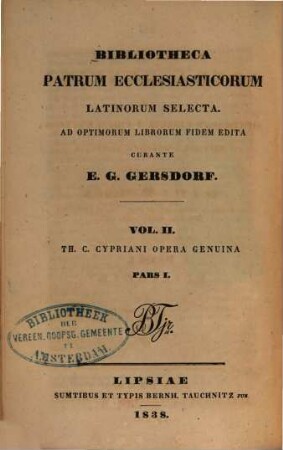 BIBLIOTHECA
PATRUM ECCLESIASTICORUM
LATINORUM SELECTA.
AD OPTIMORUM LIBRORUM FIDEM EDITA
CURANTE
E. G. GERSDORF.
VOL. II.
TH. C. CYPRIANI OPERA GENUINA
PARS I.
BIBLIOTHEEK
DER
VEREEN. DOOPSG. GEMEENTE
TE
AMSTERDAM.
LIPSIAE
SUMTIBUS ET TYPIS BERNH. TAUCHNITZ JUN.
1838.